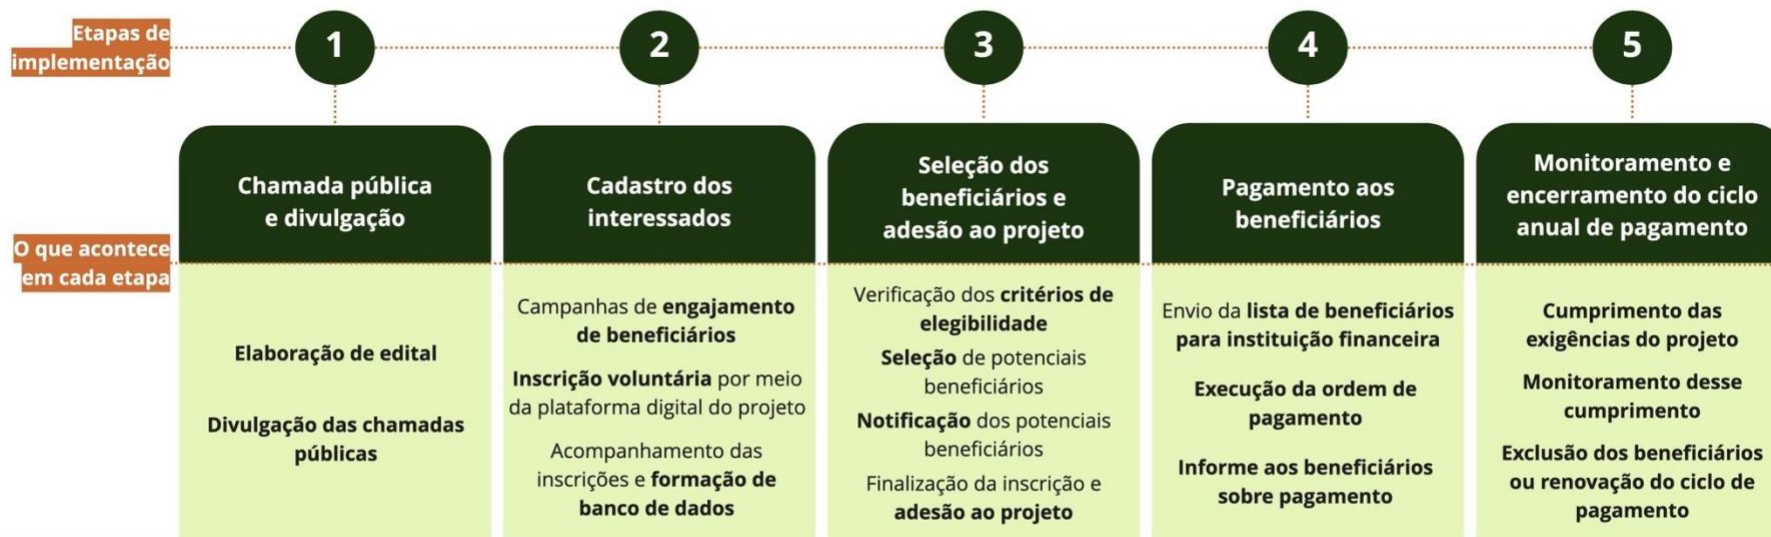 Etapas de
implementação
1
2
3
4
5
O que acontece
em cada etapa
Chamada pública
e divulgação
Elaboração de edital
Divulgação das chamadas
públicas
Cadastro dos
interessados
Campanhas de engajamento
de beneficiários
Inscrição voluntária por meio
da plataforma digital do projeto
Acompanhamento das
inscrições e formação de
banco de dados
Seleção dos
beneficiários e
adesão ao projeto
Verificação dos critérios de
elegibilidade
Seleção de potenciais
beneficiários
Notificação dos potenciais
beneficiários
Finalização da inscrição e
adesão ao projeto
Pagamento aos
beneficiários
Envio da lista de beneficiários
para instituição financeira
Execução da ordem de
pagamento
Informe aos beneficiários
sobre pagamento
Monitoramento e
encerramento do ciclo
anual de pagamento
Cumprimento das
exigências do projeto
Monitoramento desse
cumprimento
Exclusão dos beneficiários
ou renovação do ciclo de
pagamento